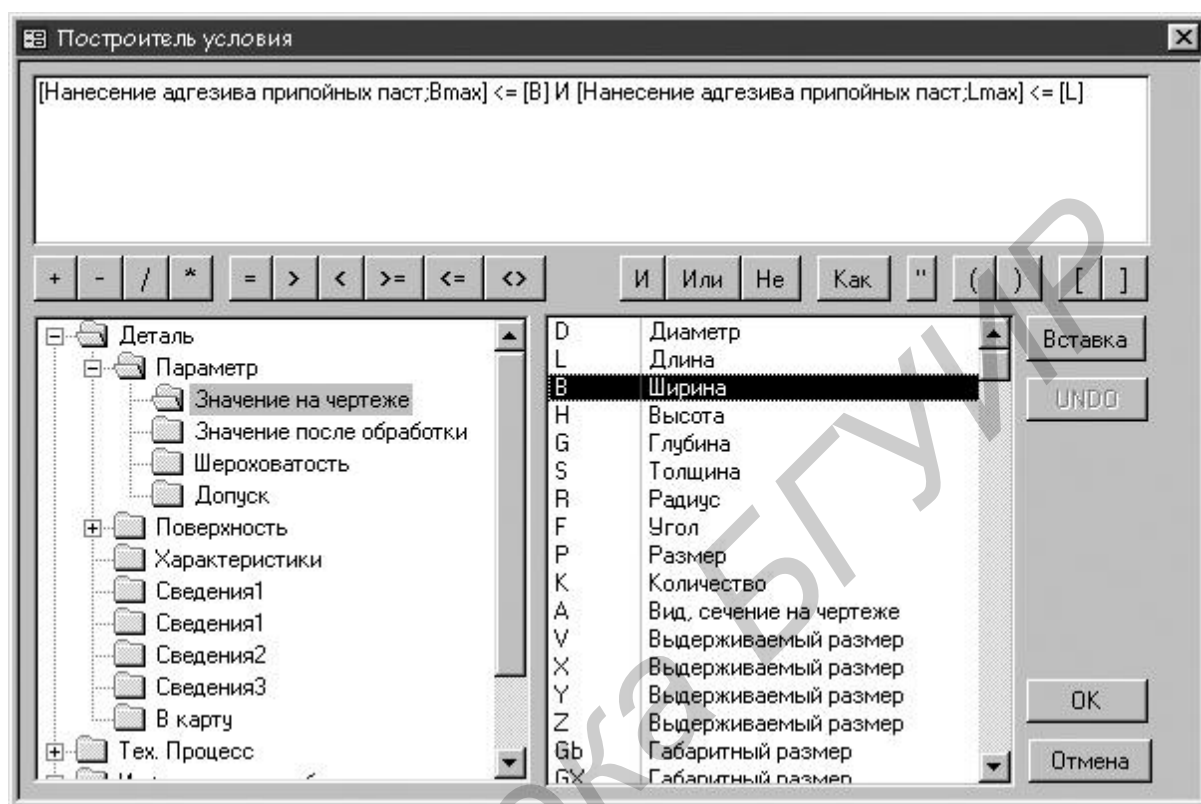 Построитель условия
[Нанесение адгезива припойных паст;Bmax] <= [B] И [Нанесение адгезива припойных паст;Lmax] <= [L]
+ - / * = > < >= <= <> И Или Не Как " ( ) [ ]
Деталь
Параметр
Значение на чертеже
Значение после обработки
Шероховатость
Допуск
Поверхность
Характеристики
Сведения1
Сведения1
Сведения2
Сведения3
В карту
Тех. Процесс
D Диаметр
L Длина
B Ширина
H Высота
G Глубина
S Толщина
R Радиус
F Угол
P Размер
K Количество
A Вид, сечение на чертеже
V Выдерживаемый размер
X Выдерживаемый размер
Y Выдерживаемый размер
Z Выдерживаемый размер
Gb Габаритный размер
GX Габаритный размер
Вставка
UNDO
OK
Отмена
БГУИР